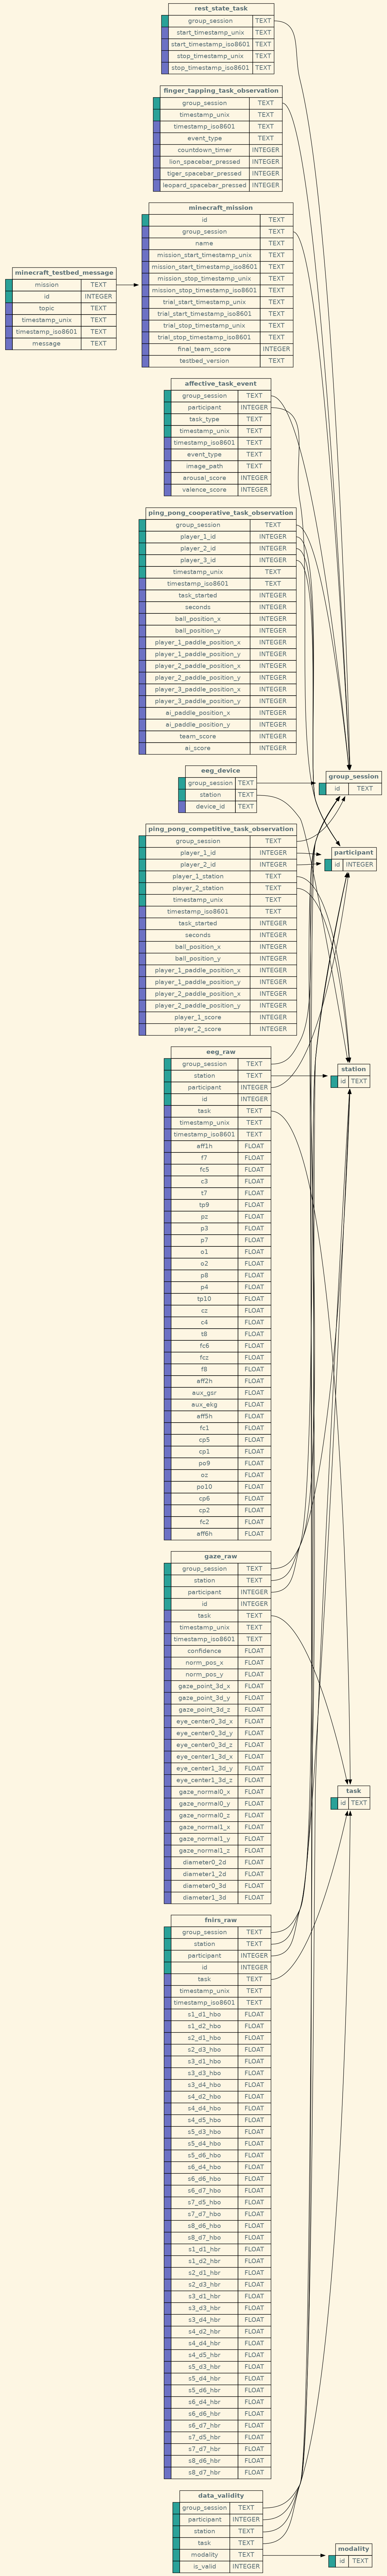 rest_state_task
group_session TEXT
start_timestamp_unix TEXT
start_timestamp_iso8601 TEXT
stop_timestamp_unix TEXT
stop_timestamp_iso8601 TEXT
finger_tapping_task_observation
group_session TEXT
timestamp_unix TEXT
timestamp_iso8601 TEXT
event_type TEXT
countdown_timer INTEGER
lion_spacebar_pressed INTEGER
tiger_spacebar_pressed INTEGER
leopard_spacebar_pressed INTEGER
minecraft_mission
id TEXT
group_session TEXT
name TEXT
mission_start_timestamp_unix TEXT
mission_start_timestamp_iso8601 TEXT
mission_stop_timestamp_unix TEXT
mission_stop_timestamp_iso8601 TEXT
trial_start_timestamp_unix TEXT
trial_start_timestamp_iso8601 TEXT
trial_stop_timestamp_unix TEXT
trial_stop_timestamp_iso8601 TEXT
final_team_score INTEGER
testbed_version TEXT
minecraft_testbed_message
mission TEXT
id INTEGER
topic TEXT
timestamp_unix TEXT
timestamp_iso8601 TEXT
message TEXT
affective_task_event
group_session TEXT
participant INTEGER
task_type TEXT
timestamp_unix TEXT
timestamp_iso8601 TEXT
event_type TEXT
image_path TEXT
arousal_score INTEGER
valence_score INTEGER
ping_pong_cooperative_task_observation
group_session TEXT
player_1_id INTEGER
player_2_id INTEGER
player_3_id INTEGER
timestamp_unix TEXT
timestamp_iso8601 TEXT
task_started INTEGER
seconds INTEGER
ball_position_x INTEGER
ball_position_y INTEGER
player_1_paddle_position_x INTEGER
player_1_paddle_position_y INTEGER
player_2_paddle_position_x INTEGER
player_2_paddle_position_y INTEGER
player_3_paddle_position_x INTEGER
player_3_paddle_position_y INTEGER
ai_paddle_position_x INTEGER
ai_paddle_position_y INTEGER
team_score INTEGER
ai_score INTEGER
eeg_device
group_session TEXT
station TEXT
device_id TEXT
group_session
id TEXT
ping_pong_competitive_task_observation
group_session TEXT
player_1_id INTEGER
player_2_id INTEGER
player_1_station TEXT
player_2_station TEXT
timestamp_unix TEXT
timestamp_iso8601 TEXT
task_started INTEGER
seconds INTEGER
ball_position_x INTEGER
ball_position_y INTEGER
player_1_paddle_position_x INTEGER
player_1_paddle_position_y INTEGER
player_2_paddle_position_x INTEGER
player_2_paddle_position_y INTEGER
player_1_score INTEGER
player_2_score INTEGER
participant
id INTEGER
eeg_raw
group_session TEXT
station TEXT
participant INTEGER
id INTEGER
task TEXT
timestamp_unix TEXT
timestamp_iso8601 TEXT
aff1h FLOAT
f7 FLOAT
fc5 FLOAT
c3 FLOAT
t7 FLOAT
tp9 FLOAT
pz FLOAT
p3 FLOAT
p7 FLOAT
o1 FLOAT
o2 FLOAT
p8 FLOAT
p4 FLOAT
tp10 FLOAT
cz FLOAT
c4 FLOAT
t8 FLOAT
fc6 FLOAT
fcz FLOAT
f8 FLOAT
aff2h FLOAT
aux_gsr FLOAT
aux_ekg FLOAT
aff5h FLOAT
fc1 FLOAT
cp5 FLOAT
cp1 FLOAT
po9 FLOAT
oz FLOAT
po10 FLOAT
cp6 FLOAT
cp2 FLOAT
fc2 FLOAT
aff6h FLOAT
station
id TEXT
gaze_raw
group_session TEXT
station TEXT
participant INTEGER
id INTEGER
task TEXT
timestamp_unix TEXT
timestamp_iso8601 TEXT
confidence FLOAT
norm_pos_x FLOAT
norm_pos_y FLOAT
gaze_point_3d_x FLOAT
gaze_point_3d_y FLOAT
gaze_point_3d_z FLOAT
eye_center0_3d_x FLOAT
eye_center0_3d_y FLOAT
eye_center0_3d_z FLOAT
eye_center1_3d_x FLOAT
eye_center1_3d_y FLOAT
eye_center1_3d_z FLOAT
gaze_normal0_x FLOAT
gaze_normal0_y FLOAT
gaze_normal0_z FLOAT
gaze_normal1_x FLOAT
gaze_normal1_y FLOAT
gaze_normal1_z FLOAT
diameter0_2d FLOAT
diameter1_2d FLOAT
diameter0_3d FLOAT
diameter1_3d FLOAT
task
id TEXT
fnirs_raw
group_session TEXT
station TEXT
participant INTEGER
id INTEGER
task TEXT
timestamp_unix TEXT
timestamp_iso8601 TEXT
s1_d1_hbo FLOAT
s1_d2_hbo FLOAT
s2_d1_hbo FLOAT
s2_d3_hbo FLOAT
s3_d1_hbo FLOAT
s3_d3_hbo FLOAT
s3_d4_hbo FLOAT
s4_d2_hbo FLOAT
s4_d4_hbo FLOAT
s4_d5_hbo FLOAT
s5_d3_hbo FLOAT
s5_d4_hbo FLOAT
s5_d6_hbo FLOAT
s6_d4_hbo FLOAT
s6_d6_hbo FLOAT
s6_d7_hbo FLOAT
s7_d5_hbo FLOAT
s7_d7_hbo FLOAT
s8_d6_hbo FLOAT
s8_d7_hbo FLOAT
s1_d1_hbr FLOAT
s1_d2_hbr FLOAT
s2_d1_hbr FLOAT
s2_d3_hbr FLOAT
s3_d1_hbr FLOAT
s3_d3_hbr FLOAT
s3_d4_hbr FLOAT
s4_d2_hbr FLOAT
s4_d4_hbr FLOAT
s4_d5_hbr FLOAT
s5_d3_hbr FLOAT
s5_d4_hbr FLOAT
s5_d6_hbr FLOAT
s6_d4_hbr FLOAT
s6_d6_hbr FLOAT
s6_d7_hbr FLOAT
s7_d5_hbr FLOAT
s7_d7_hbr FLOAT
s8_d6_hbr FLOAT
s8_d7_hbr FLOAT
data_validity
group_session TEXT
participant INTEGER
station TEXT
task TEXT
modality TEXT
is_valid INTEGER
modality
id TEXT